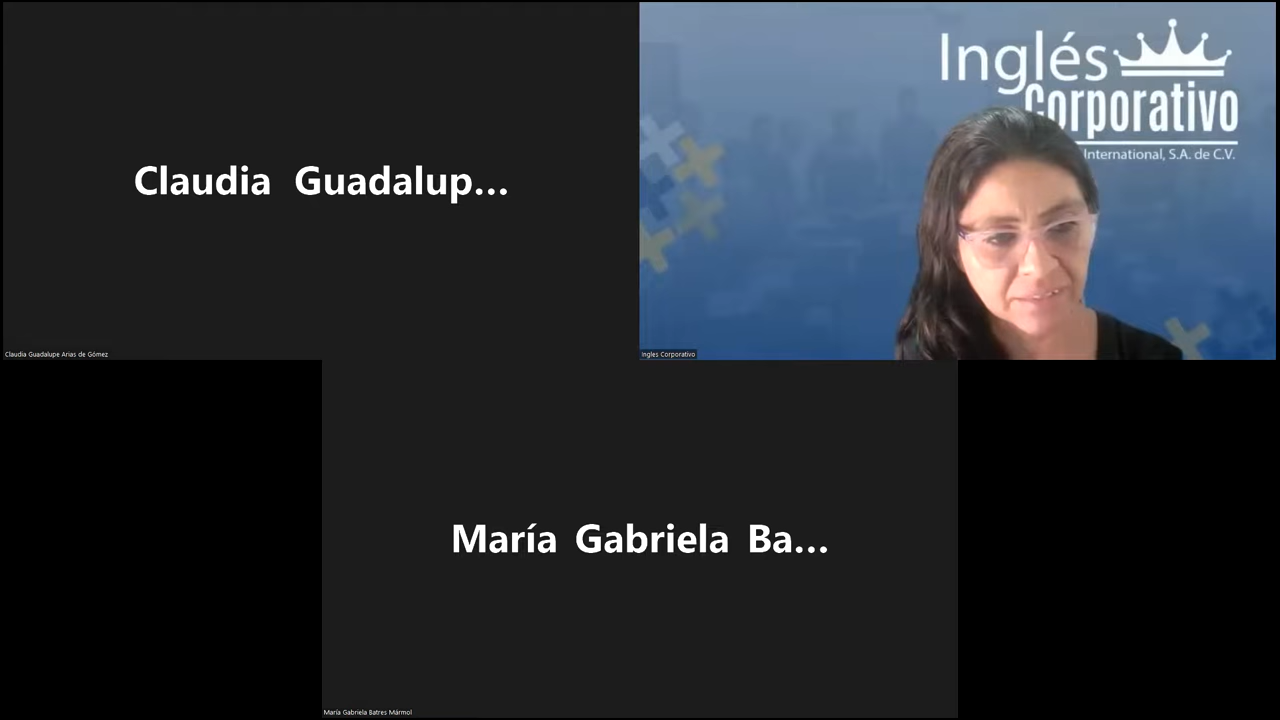 Claudia Guadalup...
Claudia Guadalupe Arias de Gómez
Inglés
Corporativo
International, S.A. de C.V.
Ingles Corporativo
María Gabriela Ba...
María Gabriela Batres Mármol